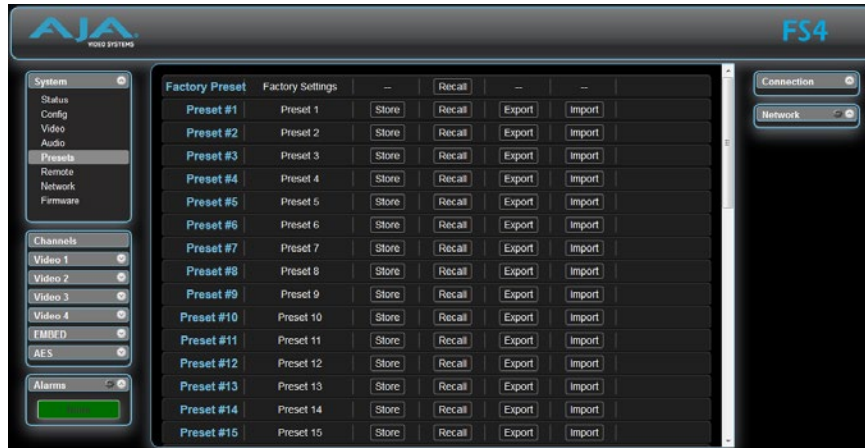 AJA
VIDEO SYSTEMS
FS4
System
Status
Config
Video
Audio
Presets
Remote
Network
Firmware
Channels
Video 1
Video 2
Video 3
Video 4
EMBED
AES
Alarms
Factory Preset Factory Settings -- Recall -- --
Preset #1 Preset 1 Store Recall Export Import
Preset #2 Preset 2 Store Recall Export Import
Preset #3 Preset 3 Store Recall Export Import
Preset #4 Preset 4 Store Recall Export Import
Preset #5 Preset 5 Store Recall Export Import
Preset #6 Preset 6 Store Recall Export Import
Preset #7 Preset 7 Store Recall Export Import
Preset #8 Preset 8 Store Recall Export Import
Preset #9 Preset 9 Store Recall Export Import
Preset #10 Preset 10 Store Recall Export Import
Preset #11 Preset 11 Store Recall Export Import
Preset #12 Preset 12 Store Recall Export Import
Preset #13 Preset 13 Store Recall Export Import
Preset #14 Preset 14 Store Recall Export Import
Preset #15 Preset 15 Store Recall Export Import
Connection
Network